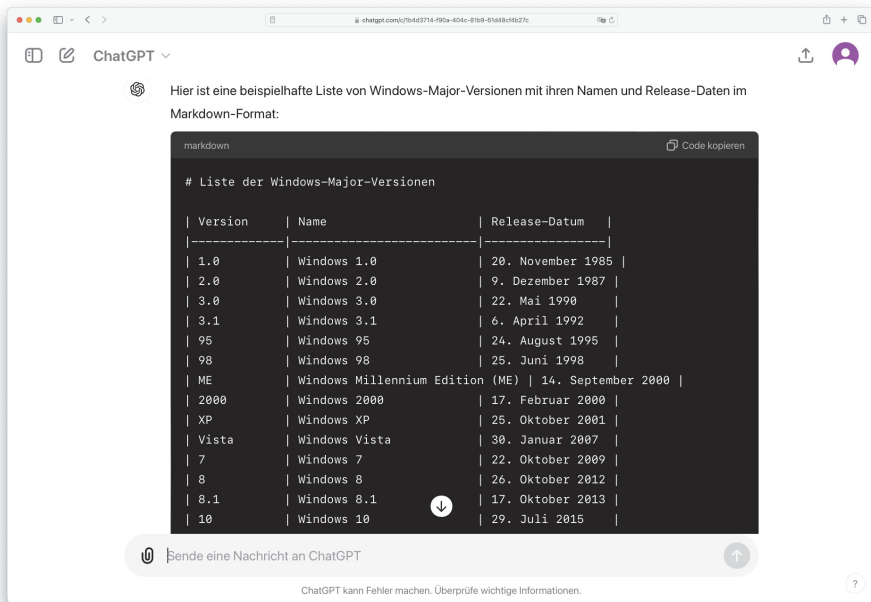 chatgpt.com/c/1b4d3714-f90a-404c-81b9-61d48cf4b27c
ChatGPT
Hier ist eine beispielhafte Liste von Windows-Major-Versionen mit ihren Namen und Release-Daten im
Markdown-Format:
markdown Code kopieren
# Liste der Windows-Major-Versionen
| Version | Name | Release-Datum |
|-------------|--------------------------|-----------------|
| 1.0 | Windows 1.0 | 20. November 1985 |
| 2.0 | Windows 2.0 | 9. Dezember 1987 |
| 3.0 | Windows 3.0 | 22. Mai 1990 |
| 3.1 | Windows 3.1 | 6. April 1992 |
| 95 | Windows 95 | 24. August 1995 |
| 98 | Windows 98 | 25. Juni 1998 |
| ME | Windows Millennium Edition (ME) | 14. September 2000 |
| 2000 | Windows 2000 | 17. Februar 2000 |
| XP | Windows XP | 25. Oktober 2001 |
| Vista | Windows Vista | 30. Januar 2007 |
| 7 | Windows 7 | 22. Oktober 2009 |
| 8 | Windows 8 | 26. Oktober 2012 |
| 8.1 | Windows 8.1 | 17. Oktober 2013 |
| 10 | Windows 10 | 29. Juli 2015 |
Sende eine Nachricht an ChatGPT
ChatGPT kann Fehler machen. Überprüfe wichtige Informationen.
?